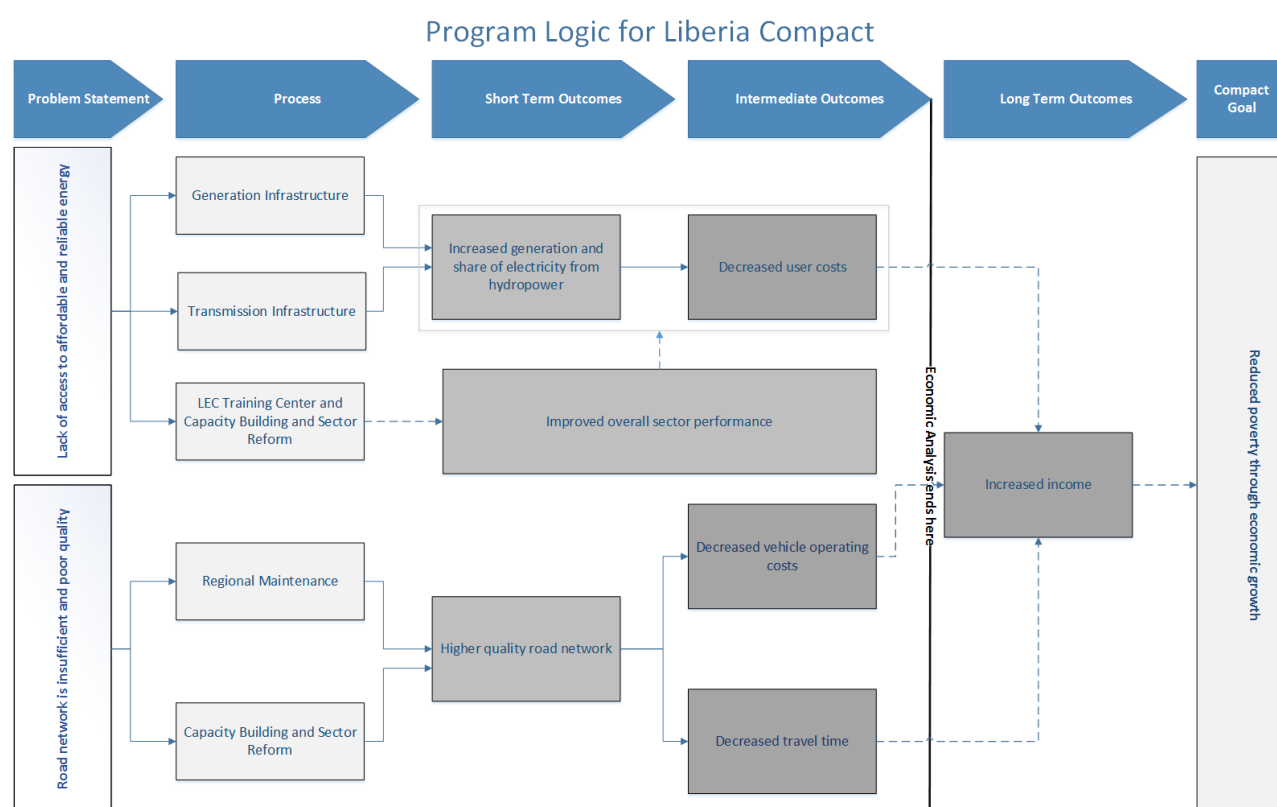 Program Logic for Liberia Compact
Problem Statement
Process
Short Term Outcomes
Intermediate Outcomes
Long Term Outcomes
Compact
Goal
Lack of access to affordable and reliable energy
Generation Infrastructure
Transmission Infrastructure
LEC Training Center and
Capacity Building and Sector
Reform
Increased generation and
share of electricity from
hydropower
Decreased user costs
Improved overall sector performance
Road network is insufficient and poor quality
Regional Maintenance
Capacity Building and Sector
Reform
Higher quality road network
Decreased vehicle operating
costs
Decreased travel time
Economic Analysis ends here
Increased income
Reduced poverty through economic growth